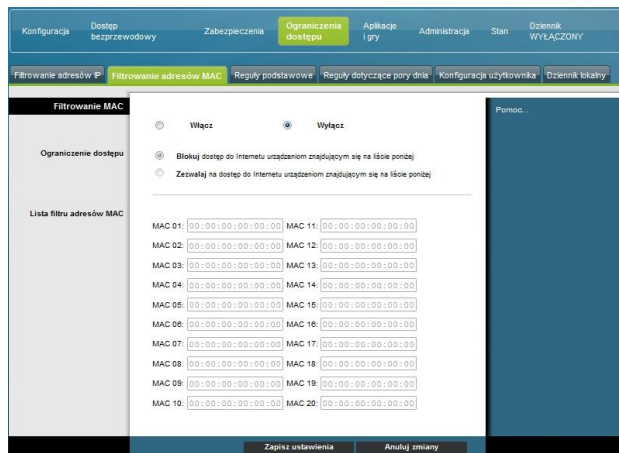 Konfiguracja Dostęp bezprzewodowy Zabezpieczenia Ograniczenia dostępu Aplikacje i gry Administracja Stan Dziennik WYŁĄCZONY
Filtrowanie adresów IP Filtrowanie adresów MAC Reguły podstawowe Reguły dotyczące pory dnia Konfiguracja użytkownika Dziennik lokalny
Filtrowanie MAC
Pomoc...
Włącz Wyłącz
Ograniczenie dostępu
Blokuj dostęp do Internetu urządzeniom znajdującym się na liście poniżej
Zezwalaj na dostęp do Internetu urządzeniom znajdującym się na liście poniżej
Lista filtru adresów MAC
MAC 01: 00:00:00:00:00:00 MAC 11: 00:00:00:00:00:00
MAC 02: 00:00:00:00:00:00 MAC 12: 00:00:00:00:00:00
MAC 03: 00:00:00:00:00:00 MAC 13: 00:00:00:00:00:00
MAC 04: 00:00:00:00:00:00 MAC 14: 00:00:00:00:00:00
MAC 05: 00:00:00:00:00:00 MAC 15: 00:00:00:00:00:00
MAC 06: 00:00:00:00:00:00 MAC 16: 00:00:00:00:00:00
MAC 07: 00:00:00:00:00:00 MAC 17: 00:00:00:00:00:00
MAC 08: 00:00:00:00:00:00 MAC 18: 00:00:00:00:00:00
MAC 09: 00:00:00:00:00:00 MAC 19: 00:00:00:00:00:00
MAC 10: 00:00:00:00:00:00 MAC 20: 00:00:00:00:00:00
Zapisz ustawienia Anuluj zmiany